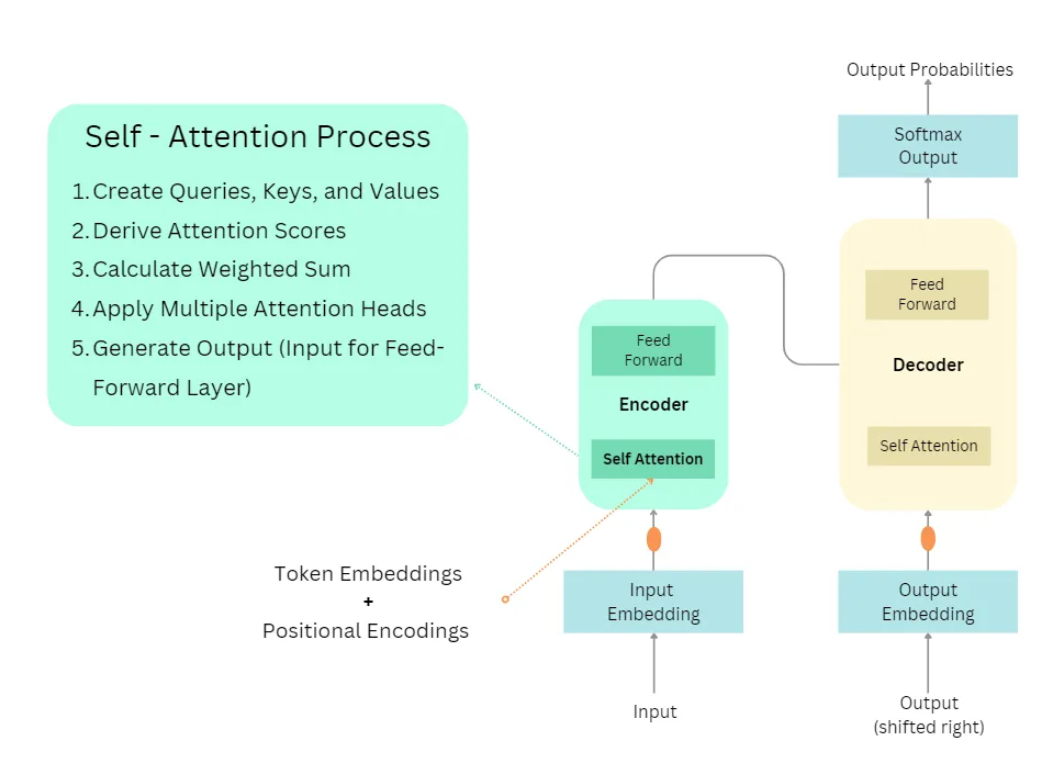 Output Probabilities
Softmax
Output
Self - Attention Process
1. Create Queries, Keys, and Values
2. Derive Attention Scores
3. Calculate Weighted Sum
4. Apply Multiple Attention Heads
5. Generate Output (Input for Feed-
Forward Layer)
Feed
Forward
Encoder
Self Attention
Feed
Forward
Decoder
Self Attention
Token Embeddings
+
Positional Encodings
Input
Embedding
Output
Embedding
Input
Output
(shifted right)